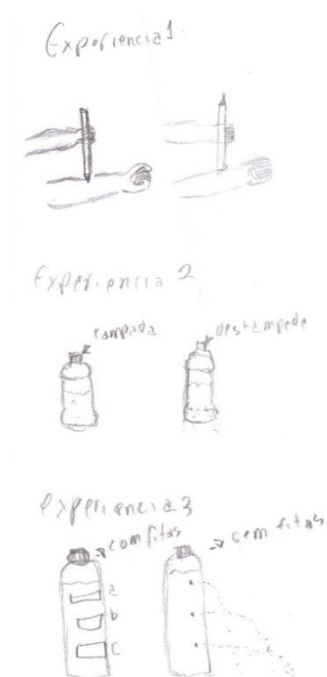 Experiencia 1
Experiencia 2
tampada
destampada
experiencia 3
com fitas
sem fitas
a
b
c